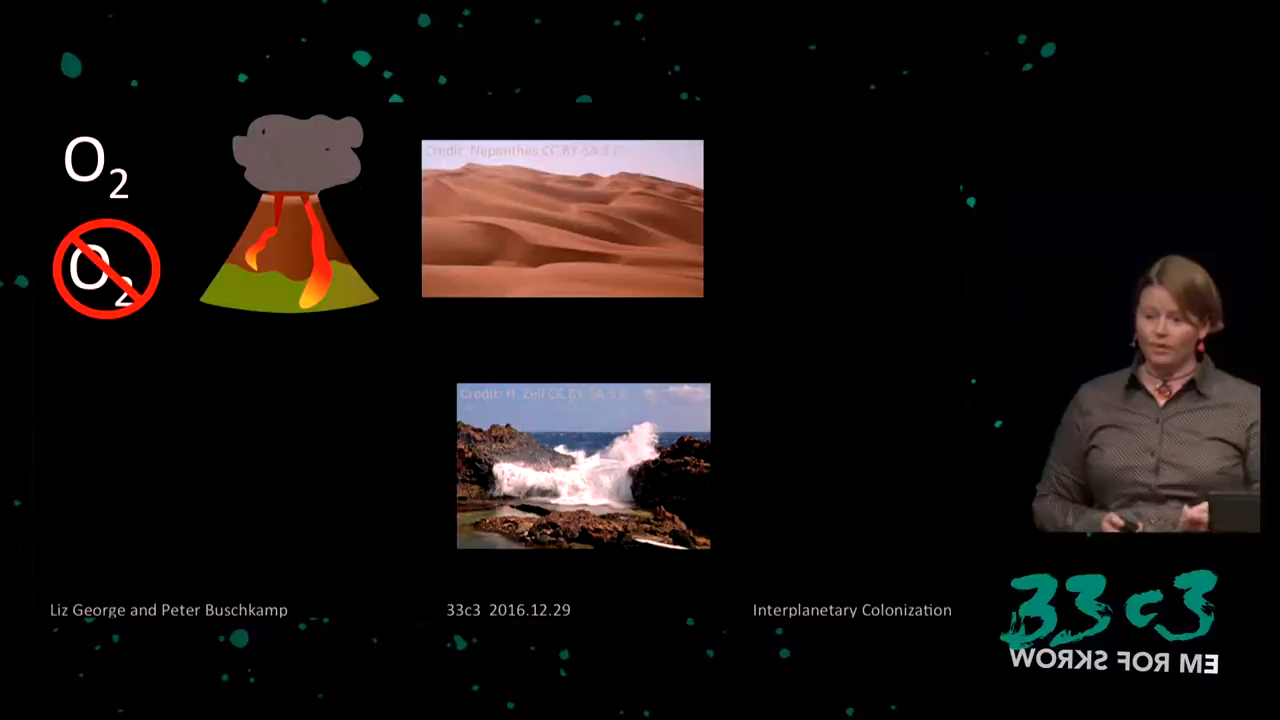 O2
O2
Credit: Nepenthes CC BY-SA 3.0
Credit: H. Zell CC BY-SA 3.0
Liz George and Peter Buschkamp
33c3 2016.12.29
Interplanetary Colonization
33c3
WORKS FOR ME